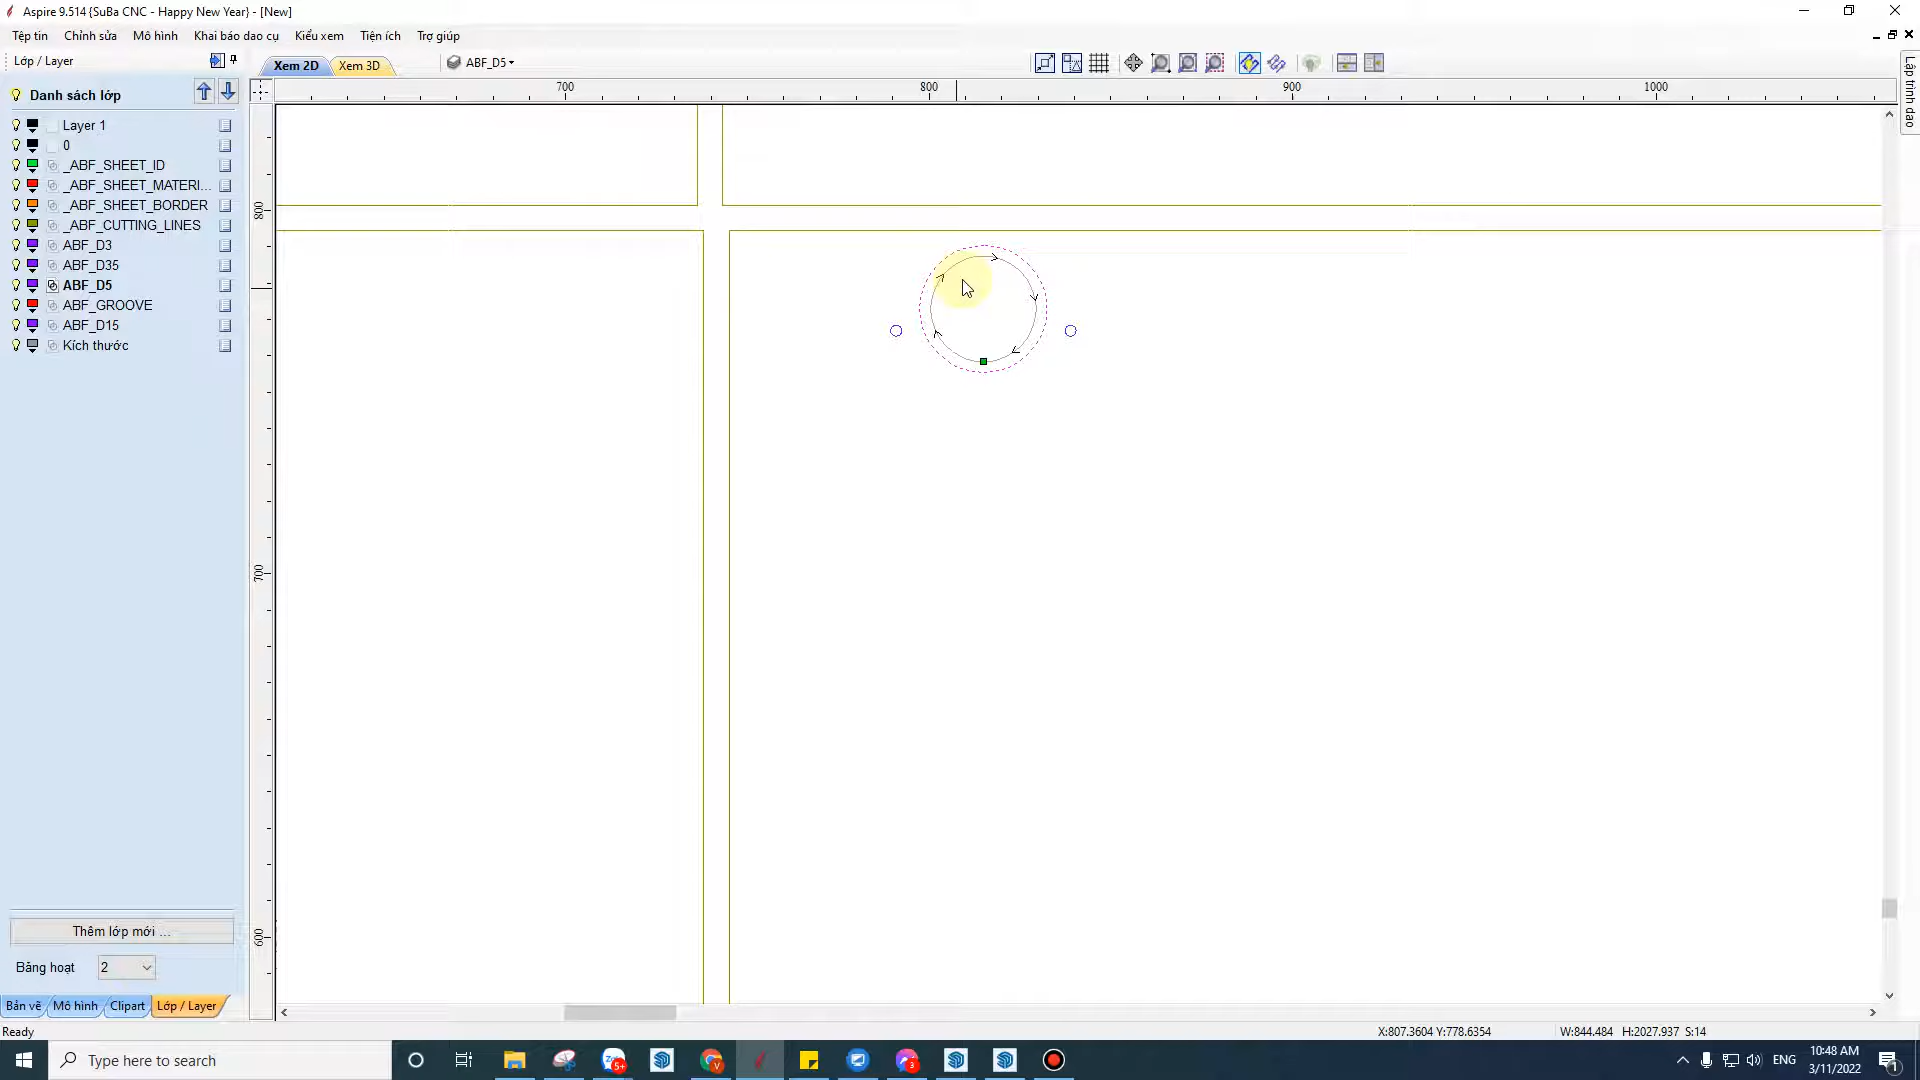 Aspire 9.514 {SuBa CNC - Happy New Year} - [New]
Tệp tin Chỉnh sửa Mô hình Khai báo dao cụ Kiểu xem Tiện ích Trợ giúp
Lớp / Layer
Xem 2D Xem 3D ABF_D5
Lập trình dao
700 800 900 1000
Danh sách lớp
Layer 1
0
_ABF_SHEET_ID
_ABF_SHEET_MATERI...
_ABF_SHEET_BORDER
_ABF_CUTTING_LINES
ABF_D3
ABF_D35
ABF_D5
ABF_GROOVE
ABF_D15
Kích thước
800
700
600
Thêm lớp mới ...
Bảng hoạt 2
Bản vẽ Mô hình Clipart Lớp / Layer
Ready X:807.3604 Y:778.6354 W:844.484 H:2027.937 S:14
Type here to search
5+
V
3
ENG
10:48 AM
3/11/2022
1